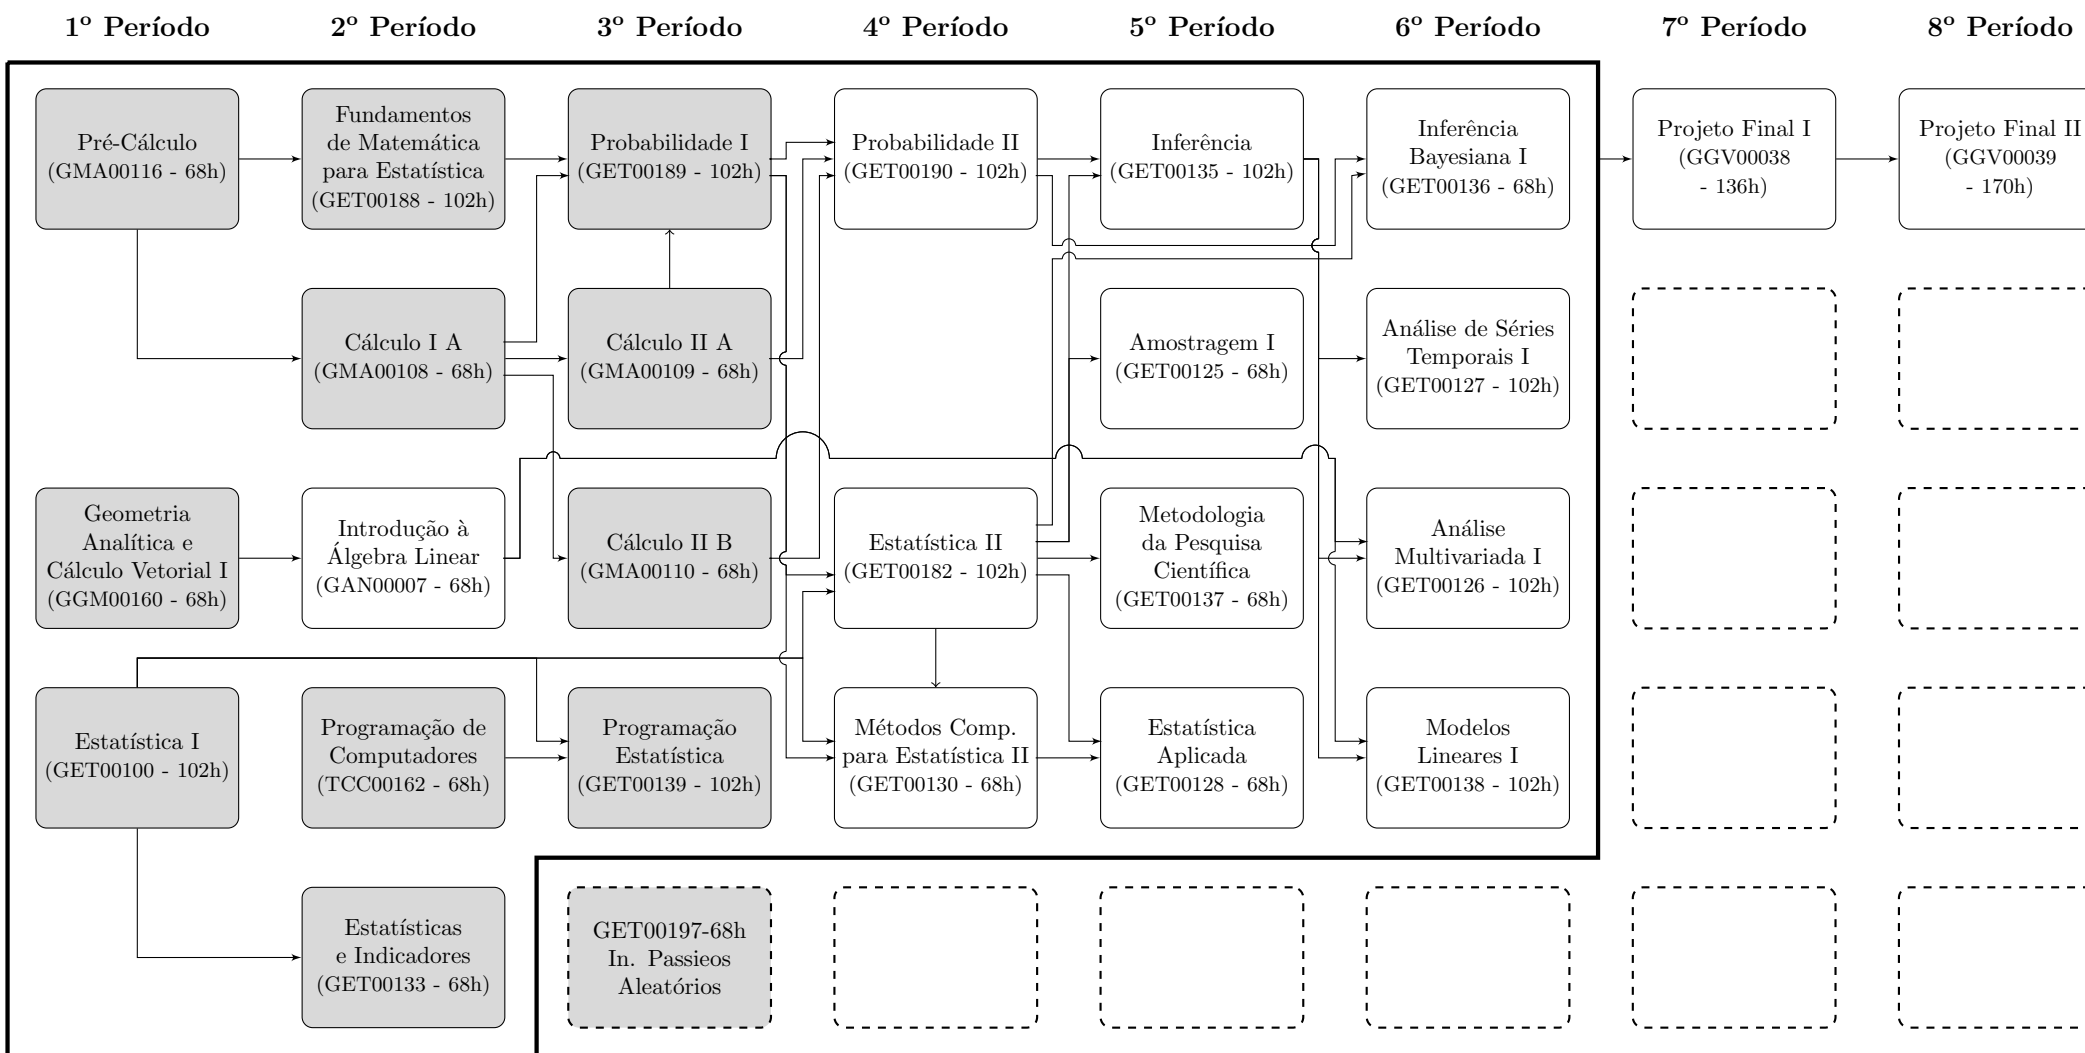 1º Período
2º Período
3º Período
4º Período
5º Período
6º Período
7º Período
8º Período
Pré-Cálculo
(GMA00116 - 68h)
Fundamentos
de Matemática
para Estatística
(GET00188 - 102h)
Probabilidade I
(GET00189 - 102h)
Probabilidade II
(GET00190 - 102h)
Inferência
(GET00135 - 102h)
Inferência
Bayesiana I
(GET00136 - 68h)
Projeto Final I
(GGV00038
- 136h)
Projeto Final II
(GGV00039
- 170h)
Cálculo I A
(GMA00108 - 68h)
Cálculo II A
(GMA00109 - 68h)
Amostragem I
(GET00125 - 68h)
Análise de Séries
Temporais I
(GET00127 - 102h)
Geometria
Analítica e
Cálculo Vetorial I
(GGM00160 - 68h)
Introdução à
Álgebra Linear
(GAN00007 - 68h)
Cálculo II B
(GMA00110 - 68h)
Estatística II
(GET00182 - 102h)
Metodologia
da Pesquisa
Científica
(GET00137 - 68h)
Análise
Multivariada I
(GET00126 - 102h)
Estatística I
(GET00100 - 102h)
Programação de
Computadores
(TCC00162 - 68h)
Programação
Estatística
(GET00139 - 102h)
Métodos Comp.
para Estatística II
(GET00130 - 68h)
Estatística
Aplicada
(GET00128 - 68h)
Modelos
Lineares I
(GET00138 - 102h)
Estatísticas
e Indicadores
(GET00133 - 68h)
GET00197-68h
In. Passieos
Aleatórios